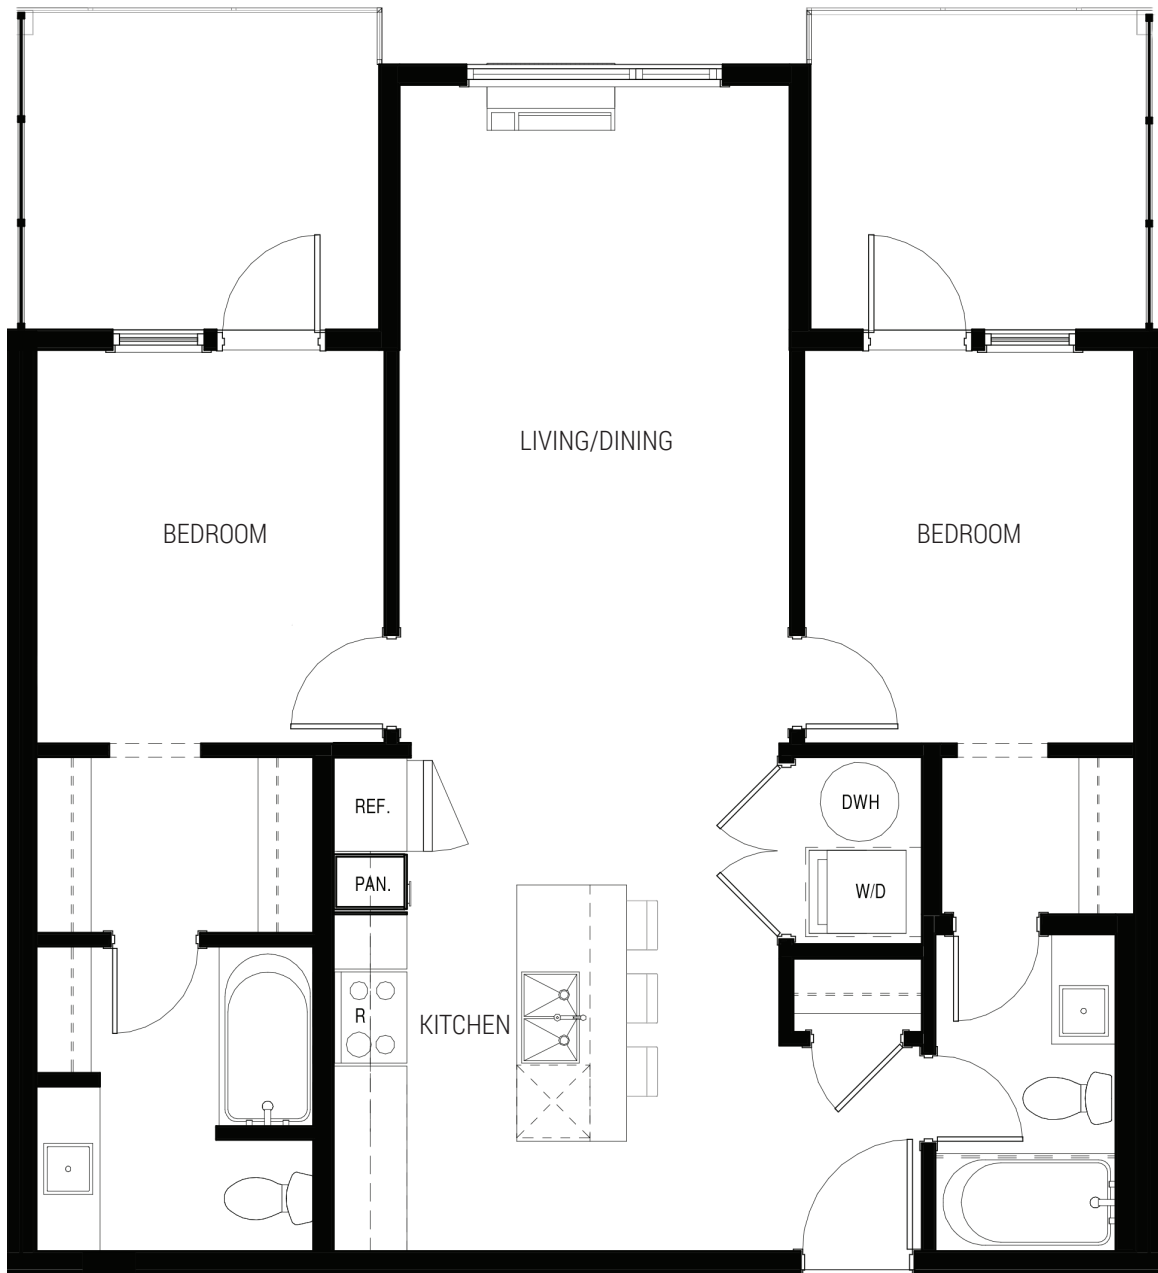 LIVING/DINING
BEDROOM
BEDROOM
REF.
DWH
PAN.
W/D
R
KITCHEN